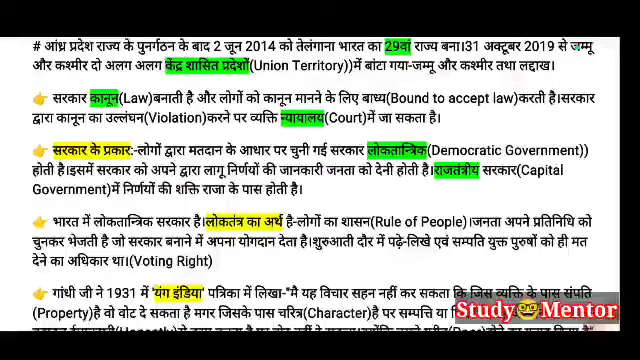 # आंध्र प्रदेश राज्य के पुनर्गठन के बाद 2 जून 2014 को तेलंगाना भारत का 29वां राज्य बना।31 अक्टूबर 2019 से जम्मू
और कश्मीर दो अलग अलग केंद्र शासित प्रदेशों(Union Territory))में बांटा गया-जम्मू और कश्मीर तथा लद्दाख।
👉 सरकार कानून(Law)बनाती है और लोगों को कानून मानने के लिए बाध्य(Bound to accept law)करती है।सरकार
द्वारा कानून का उल्लंघन(Violation)करने पर व्यक्ति न्यायालय(Court)में जा सकता है।
👉 सरकार के प्रकार:-लोगों द्वारा मतदान के आधार पर चुनी गई सरकार लोकतान्त्रिक(Democratic Government))
होती है।इसमें सरकार को अपने द्वारा लागू निर्णयों की जानकारी जनता को देनी होती है।राजतंत्रीय सरकार(Capital
Government)में निर्णयों की शक्ति राजा के पास होती है।
👉 भारत में लोकतान्त्रिक सरकार है।लोकतंत्र का अर्थ है-लोगों का शासन(Rule of People)।जनता अपने प्रतिनिधि को
चुनकर भेजती है जो सरकार बनाने में अपना योगदान देता है।शुरुआती दौर में पढ़े-लिखे एवं सम्पति युक्त पुरुषों को ही मत
देने का अधिकार था।(Voting Right)
👉 गांधी जी ने 1931 में 'यंग इंडिया' पत्रिका में लिखा-"मै यह विचार सहन नहीं कर सकता कि जिस व्यक्ति के पास संपति
(Property)है वो वोट दे सकता है मगर जिसके पास चरित्र(Character)है पर सम्पत्ति या
Study Mentor